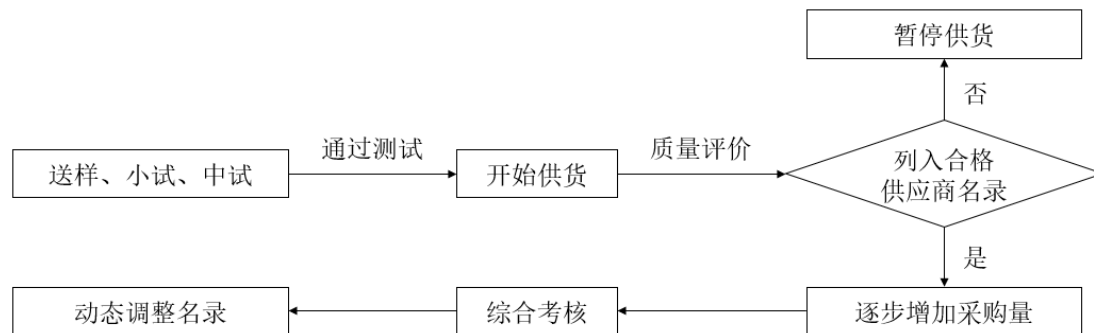 暂停供货
否
通过测试
质量评价
送样、小试、中试
开始供货
列入合格
供应商名录
是
动态调整名录
综合考核
逐步增加采购量